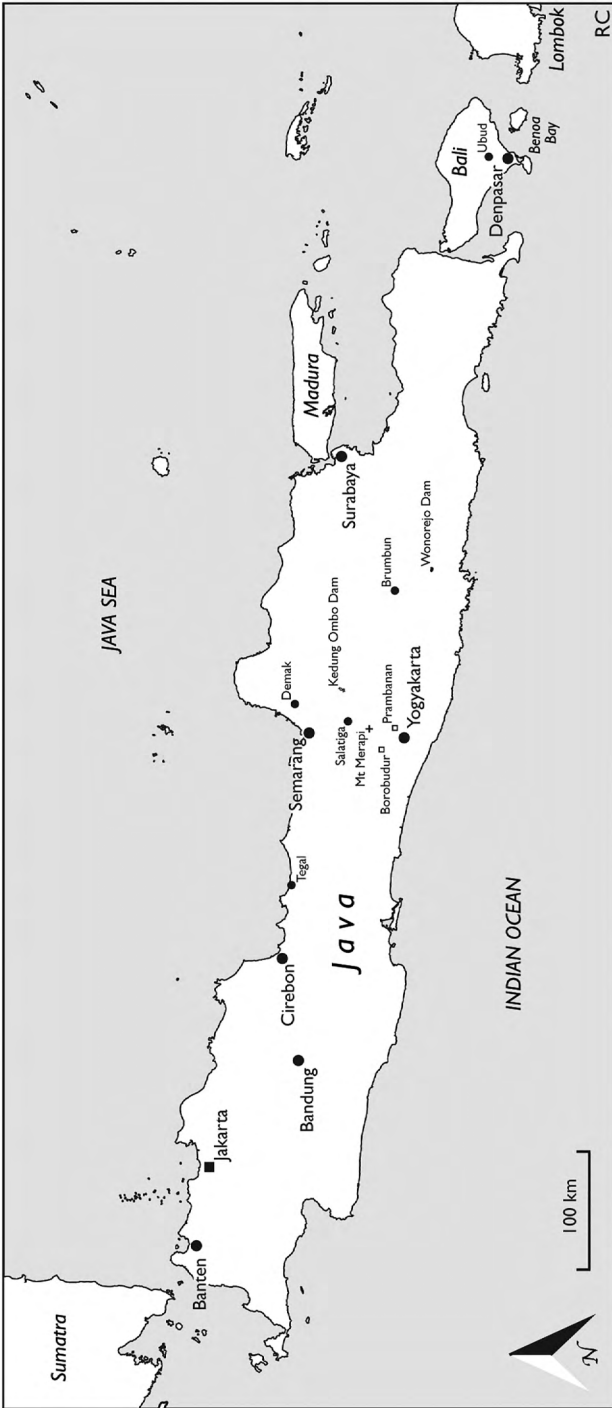 Sumatra
JAVA SEA
Banten
Jakarta
Bandung
Cirebon
Tegal
Semarang
Demak
Kedung Ombo Dam
Salatiga
Mt Merapi
Borobudur
Prambanan
Yogyakarta
Java
Surabaya
Madura
Brumbun
Wonorejo Dam
Bali
Ubud
Denpasar
Benoa
Bay
Lombok
INDIAN OCEAN
100 km
N
RC